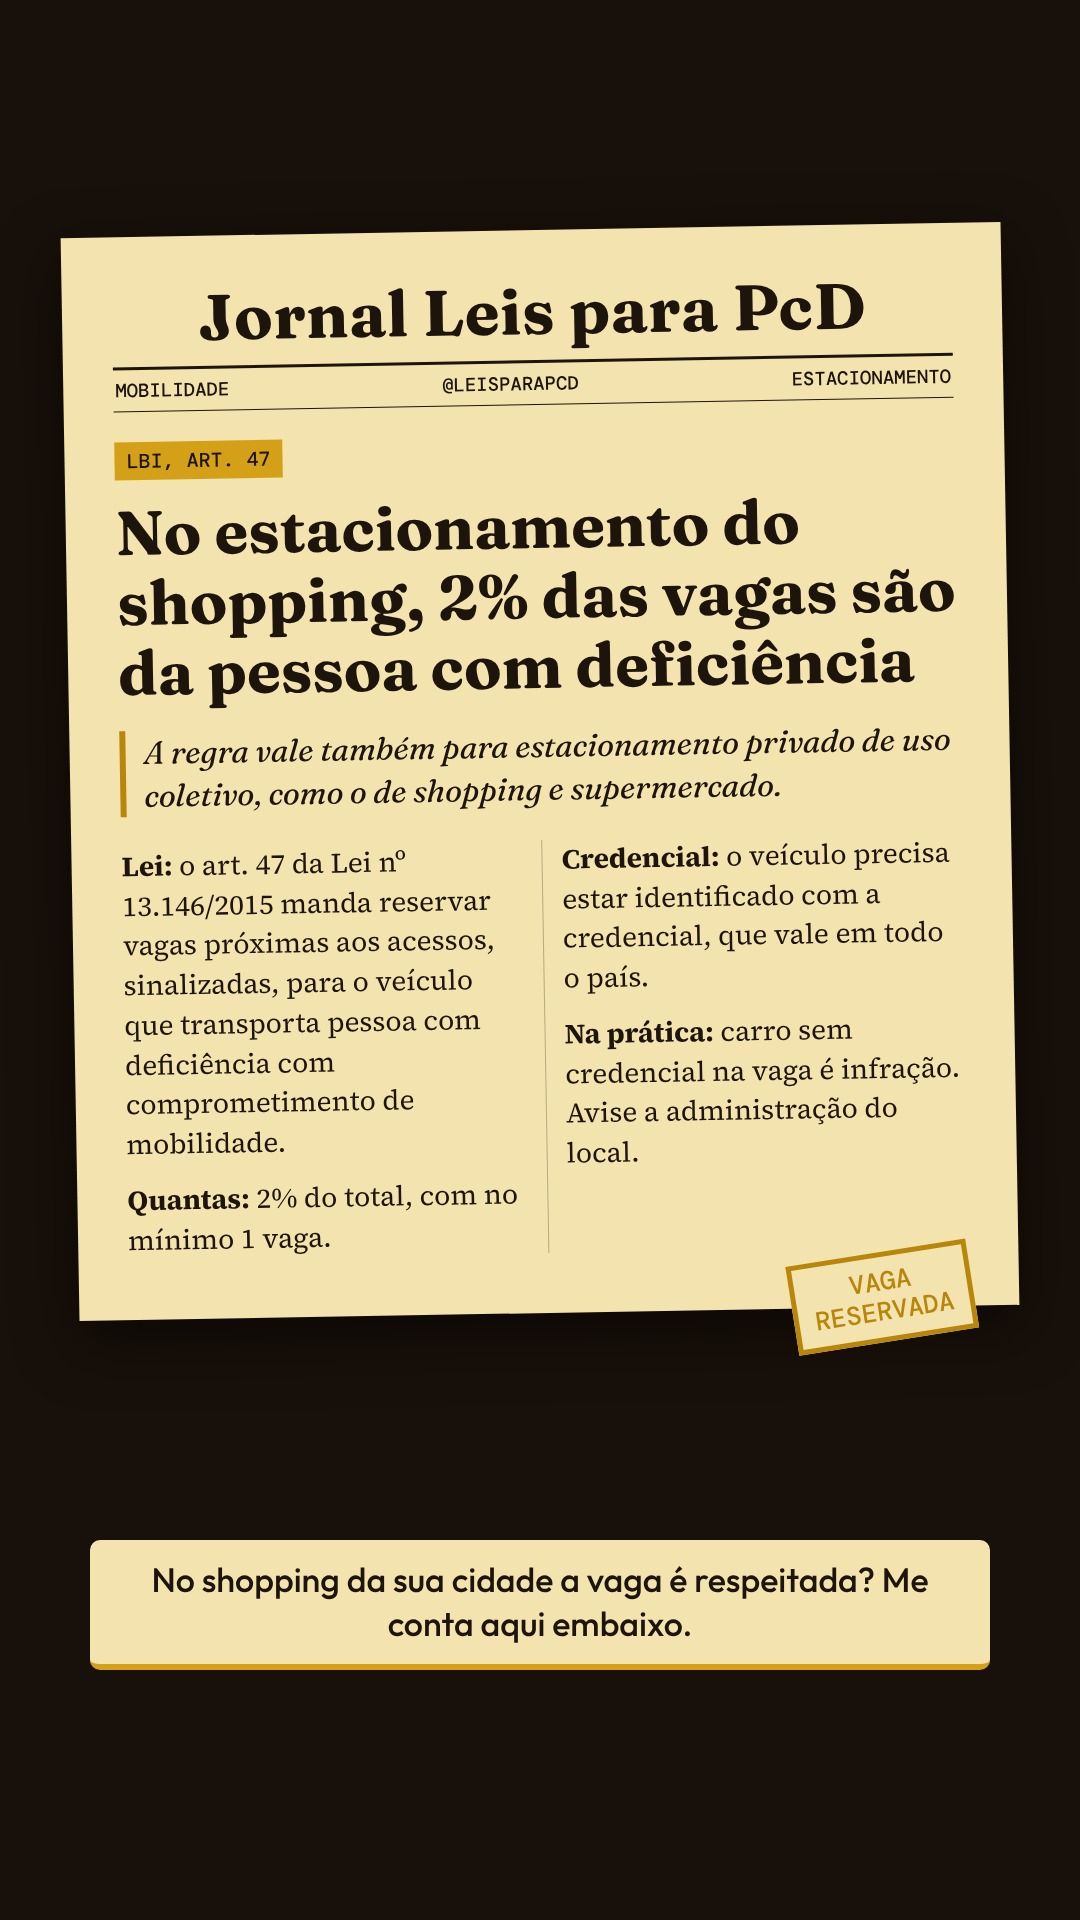 Jornal Leis para PcD
MOBILIDADE @LEISPARAPCD ESTACIONAMENTO
LBI, ART. 47
No estacionamento do
shopping, 2% das vagas são
da pessoa com deficiência
A regra vale também para estacionamento privado de uso
coletivo, como o de shopping e supermercado.
Lei: o art. 47 da Lei nº
13.146/2015 manda reservar
vagas próximas aos acessos,
sinalizadas, para o veículo
que transporta pessoa com
deficiência com
comprometimento de
mobilidade.
Quantas: 2% do total, com no
mínimo 1 vaga.
Credencial: o veículo precisa
estar identificado com a
credencial, que vale em todo
o país.
Na prática: carro sem
credencial na vaga é infração.
Avise a administração do
local.
VAGA
RESERVADA
No shopping da sua cidade a vaga é respeitada? Me
conta aqui embaixo.